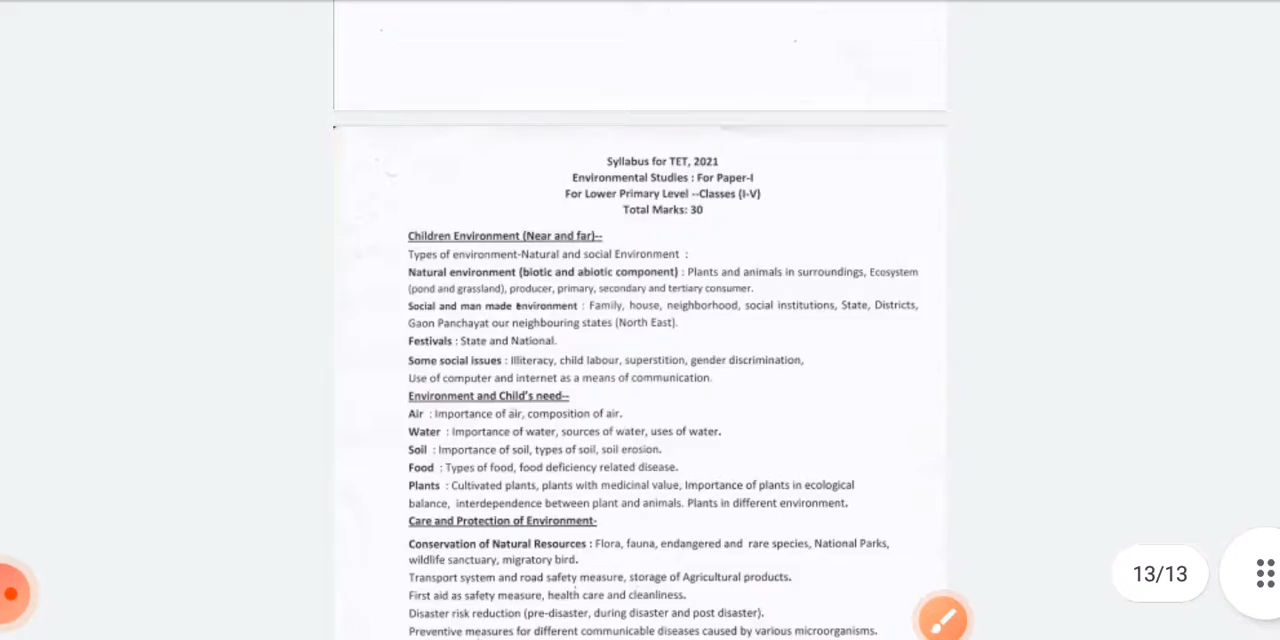 Syllabus for TET, 2021
Environmental Studies : For Paper-I
For Lower Primary Level --Classes (I-V)
Total Marks: 30
Children Environment (Near and far)--
Types of environment-Natural and social Environment :
Natural environment (biotic and abiotic component) : Plants and animals in surroundings, Ecosystem
(pond and grassland), producer, primary, secondary and tertiary consumer.
Social and man made environment : Family, house, neighborhood, social institutions, State, Districts,
Gaon Panchayat our neighbouring states (North East).
Festivals : State and National.
Some social issues : Illiteracy, child labour, superstition, gender discrimination,
Use of computer and internet as a means of communication.
Environment and Child's need--
Air : Importance of air, composition of air.
Water : Importance of water, sources of water, uses of water.
Soil : Importance of soil, types of soil, soil erosion.
Food : Types of food, food deficiency related disease.
Plants : Cultivated plants, plants with medicinal value, Importance of plants in ecological
balance, interdependence between plant and animals. Plants in different environment.
Care and Protection of Environment-
Conservation of Natural Resources : Flora, fauna, endangered and rare species, National Parks,
wildlife sanctuary, migratory bird.
Transport system and road safety measure, storage of Agricultural products.
First aid as safety measure, health care and cleanliness.
Disaster risk reduction (pre-disaster, during disaster and post disaster).
Preventive measures for different communicable diseases caused by various microorganisms.
13/13